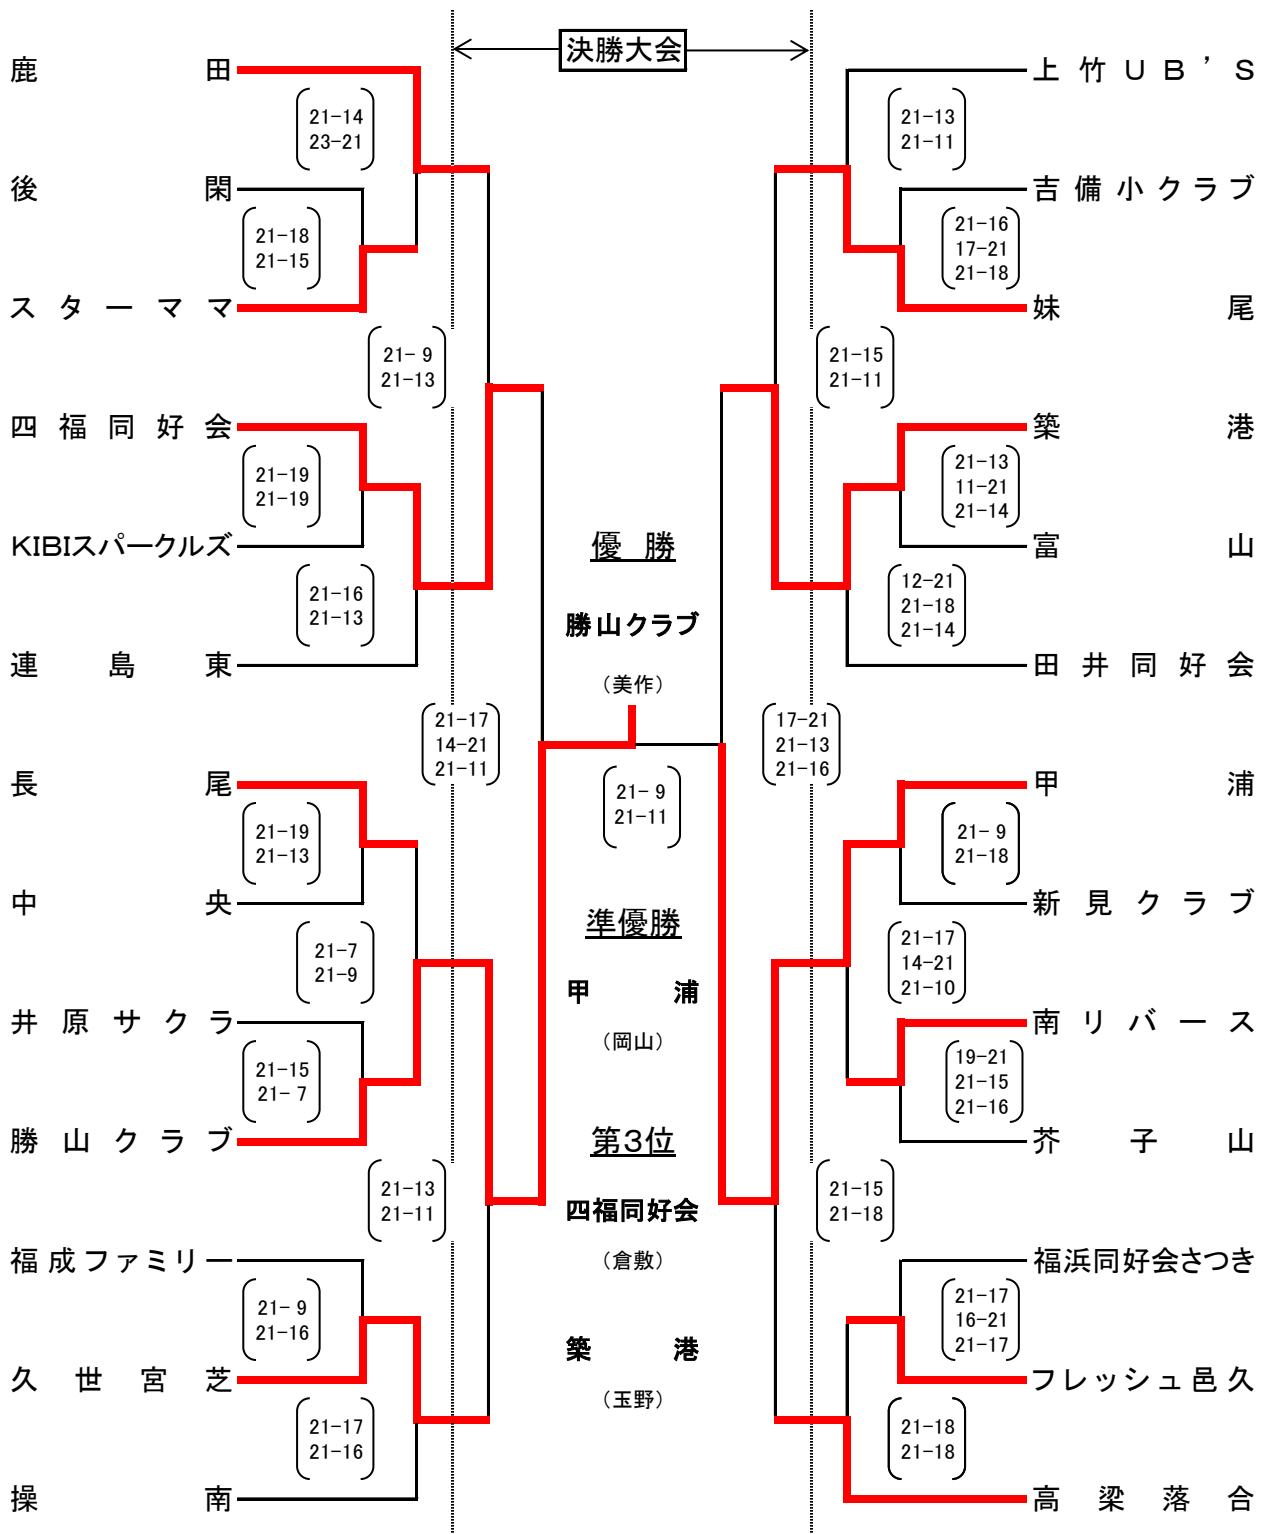 決勝大会
鹿田
21-14
23-21
後閑
21-18
21-15
スターママ
21- 9
21-13
四福同好会
21-19
21-19
KIBIスパークルズ
21-16
21-13
連島東
21-17
14-21
21-11
長尾
21-19
21-13
中央
21-7
21-9
井原サクラ
21-15
21- 7
勝山クラブ
21-13
21-11
福成ファミリー
21- 9
21-16
久世宮芝
21-17
21-16
操南
優勝
勝山クラブ
（美作）
21- 9
21-11
準優勝
甲浦
（岡山）
第3位
四福同好会
（倉敷）
築港
（玉野）
上竹UB'S
21-13
21-11
吉備小クラブ
21-16
17-21
21-18
妹尾
21-15
21-11
築港
21-13
11-21
21-14
富山
12-21
21-18
21-14
田井同好会
17-21
21-13
21-16
甲浦
21- 9
21-18
新見クラブ
21-17
14-21
21-10
南リバース
19-21
21-15
21-16
芥子山
21-15
21-18
福浜同好会さつき
21-17
16-21
21-17
フレッシュ邑久
21-18
21-18
高梁落合